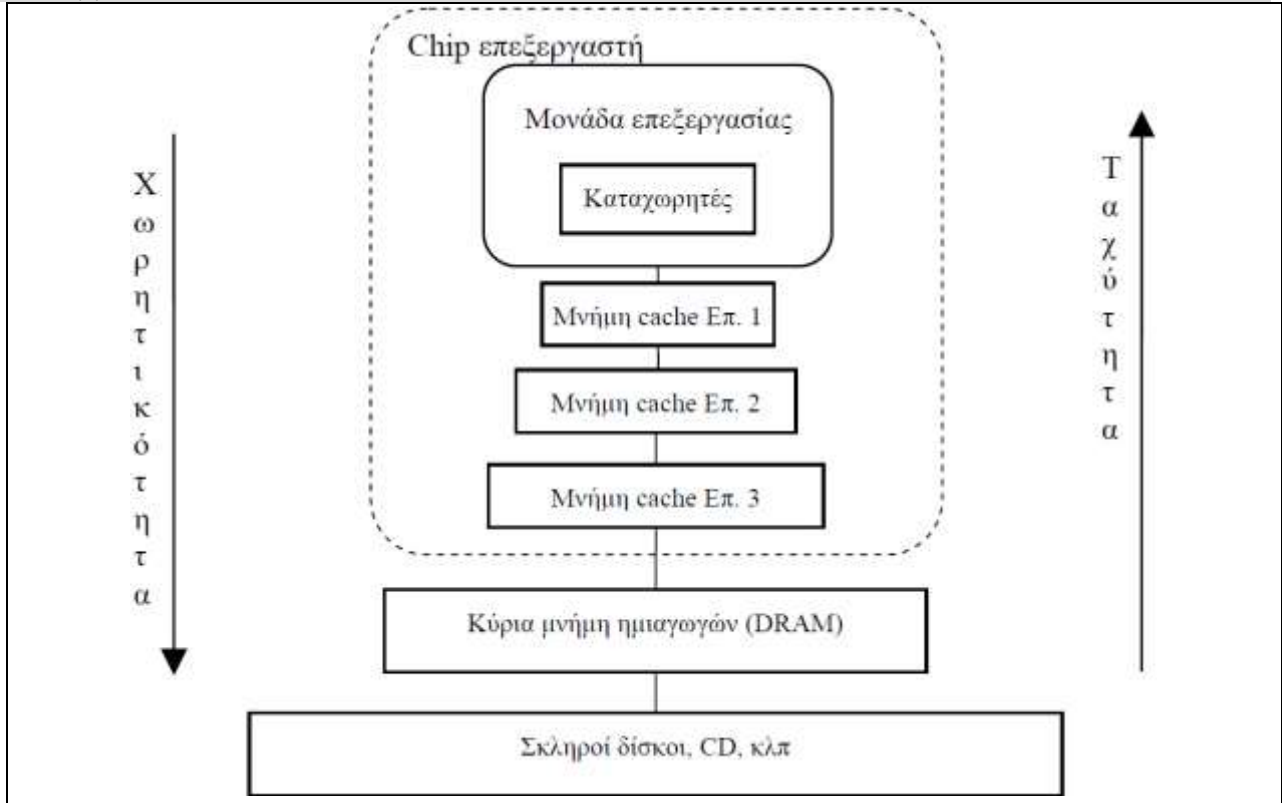 Chip επεξεργαστή
Μονάδα επεξεργασίας
Καταχωρητές
Μνήμη cache Επ. 1
Μνήμη cache Επ. 2
Μνήμη cache Επ. 3
Κύρια μνήμη ημιαγωγών (DRAM)
Σκληροί δίσκοι, CD, κλπ
Χωρητικότητα
Ταχύτητα